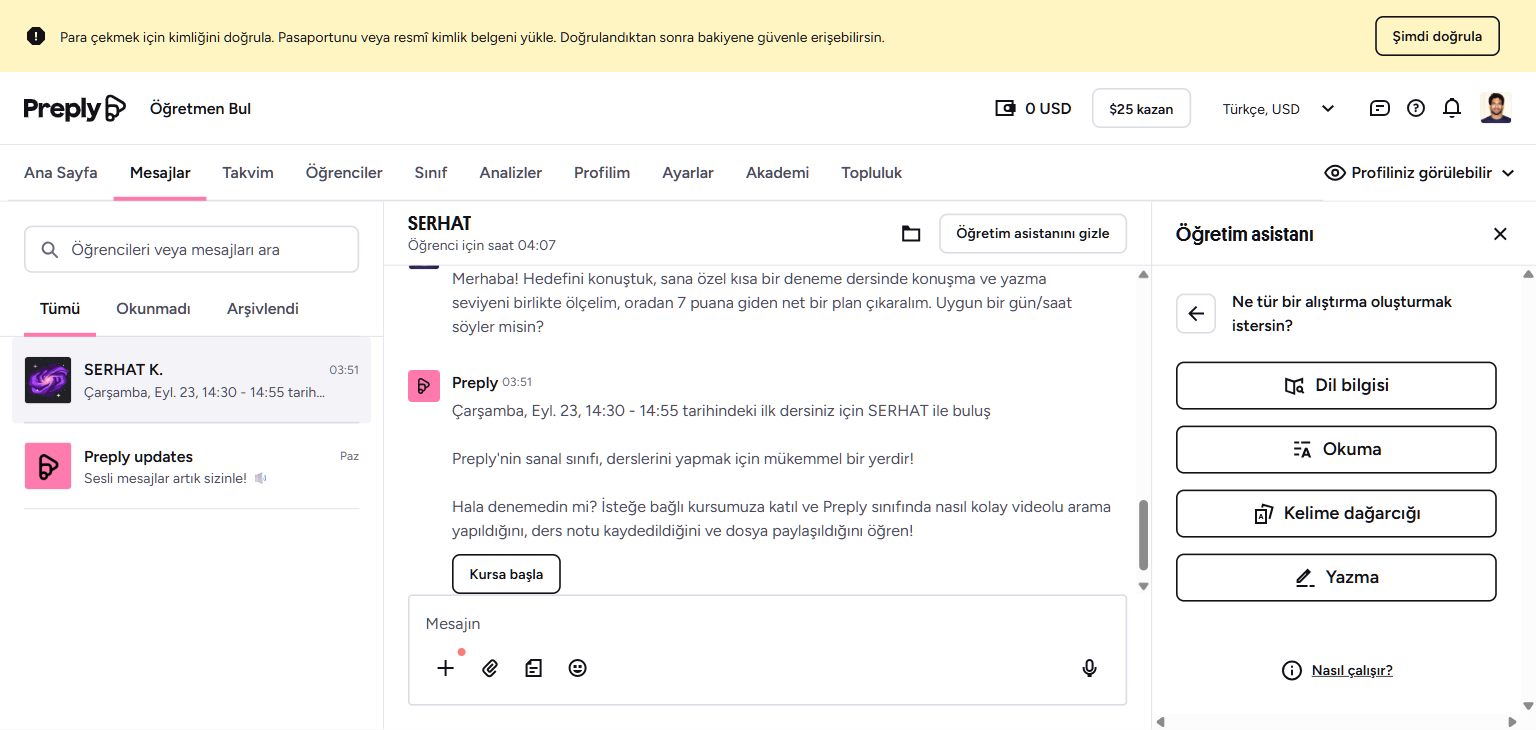 Para çekmek için kimliğini doğrula. Pasaportunu veya resmî kimlik belgeni yükle. Doğrulandıktan sonra bakiyene güvenle erişebilirsin.
Şimdi doğrula
Preply
Öğretmen Bul
0 USD
$25 kazan
Türkçe, USD
Ana Sayfa
Mesajlar
Takvim
Öğrenciler
Sınıf
Analizler
Profilim
Ayarlar
Akademi
Topluluk
Profiliniz görülebilir
Öğrencileri veya mesajları ara
Tümü
Okunmadı
Arşivlendi
SERHAT K.
03:51
Çarşamba, Eyl. 23, 14:30 - 14:55 tarih...
Preply updates
Paz
Sesli mesajlar artık sizinle!
SERHAT
Öğrenci için saat 04:07
Öğretim asistanını gizle
Merhaba! Hedefini konuştuk, sana özel kısa bir deneme dersinde konuşma ve yazma
seviyeni birlikte ölçelim, oradan 7 puana giden net bir plan çıkaralım. Uygun bir gün/saat
söyler misin?
Preply 03:51
Çarşamba, Eyl. 23, 14:30 - 14:55 tarihindeki ilk dersiniz için SERHAT ile buluş
Preply'nin sanal sınıfı, derslerini yapmak için mükemmel bir yerdir!
Hala denemedin mi? İsteğe bağlı kursumuza katıl ve Preply sınıfında nasıl kolay videolu arama
yapıldığını, ders notu kaydedildiğini ve dosya paylaşıldığını öğren!
Kursa başla
Mesajın
Öğretim asistanı
Ne tür bir alıştırma oluşturmak
istersin?
Dil bilgisi
Okuma
Kelime dağarcığı
Yazma
Nasıl çalışır?